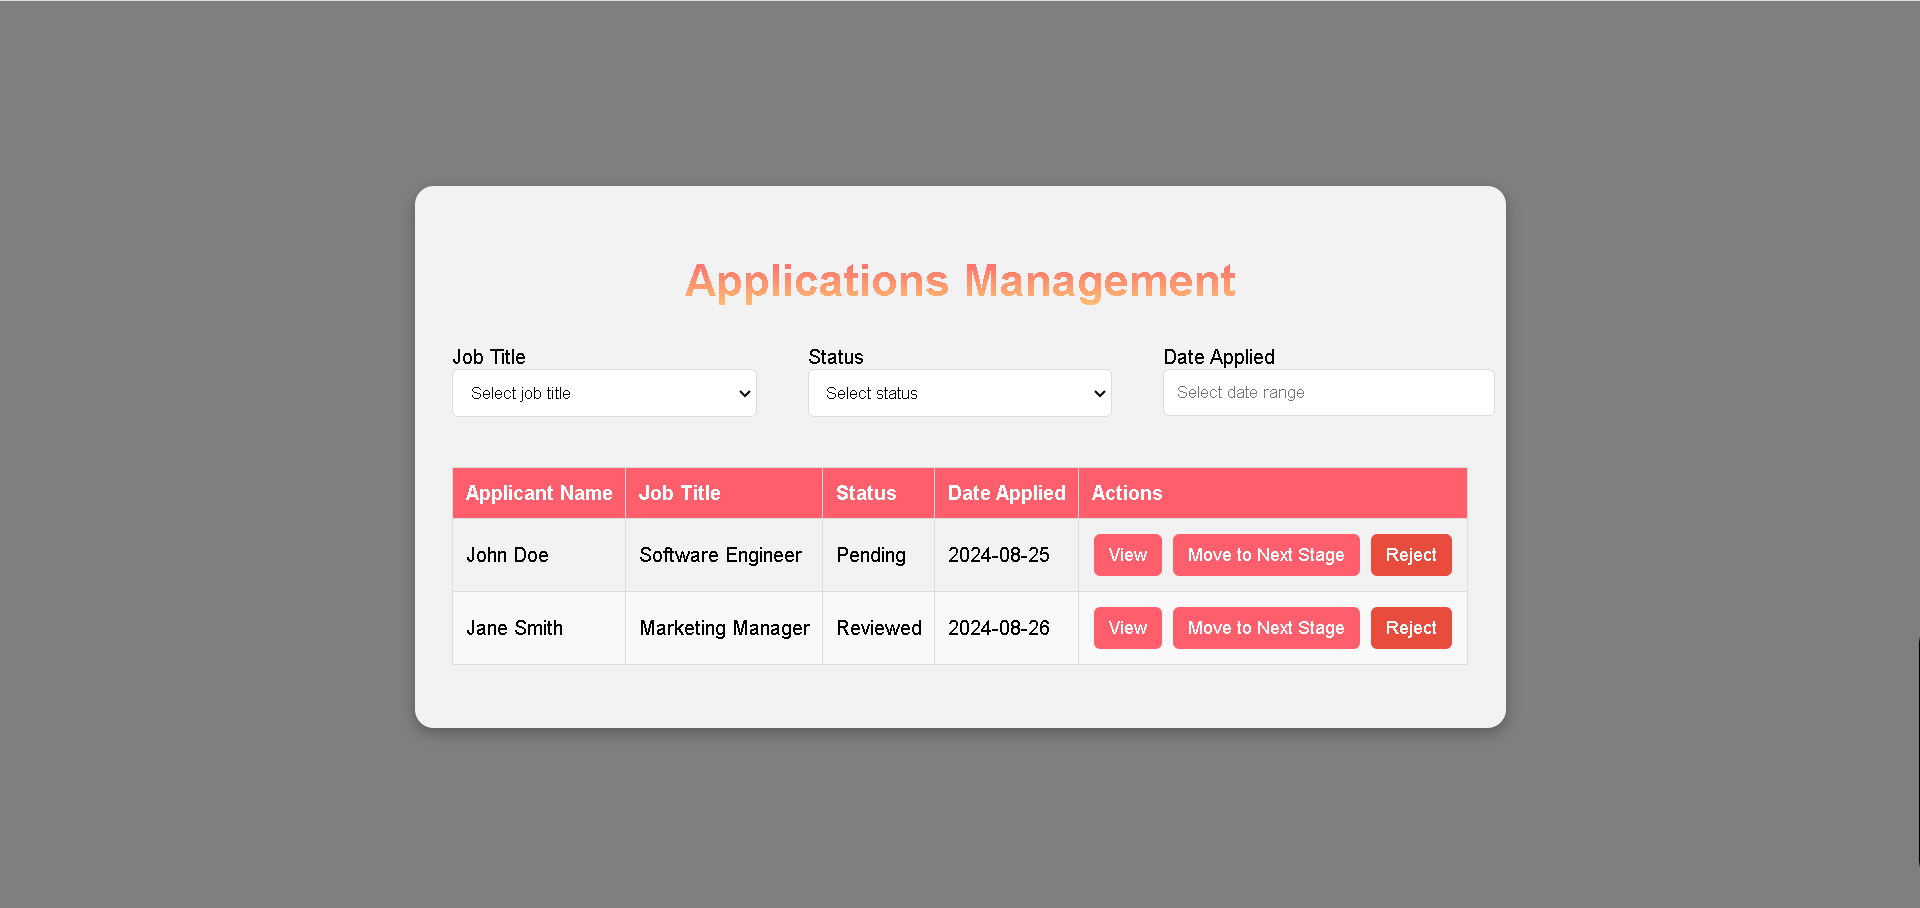 Applications Management
Job Title Status Date Applied
Select job title Select status Select date range
Applicant Name Job Title Status Date Applied Actions
John Doe Software Engineer Pending 2024-08-25 View Move to Next Stage Reject
Jane Smith Marketing Manager Reviewed 2024-08-26 View Move to Next Stage Reject